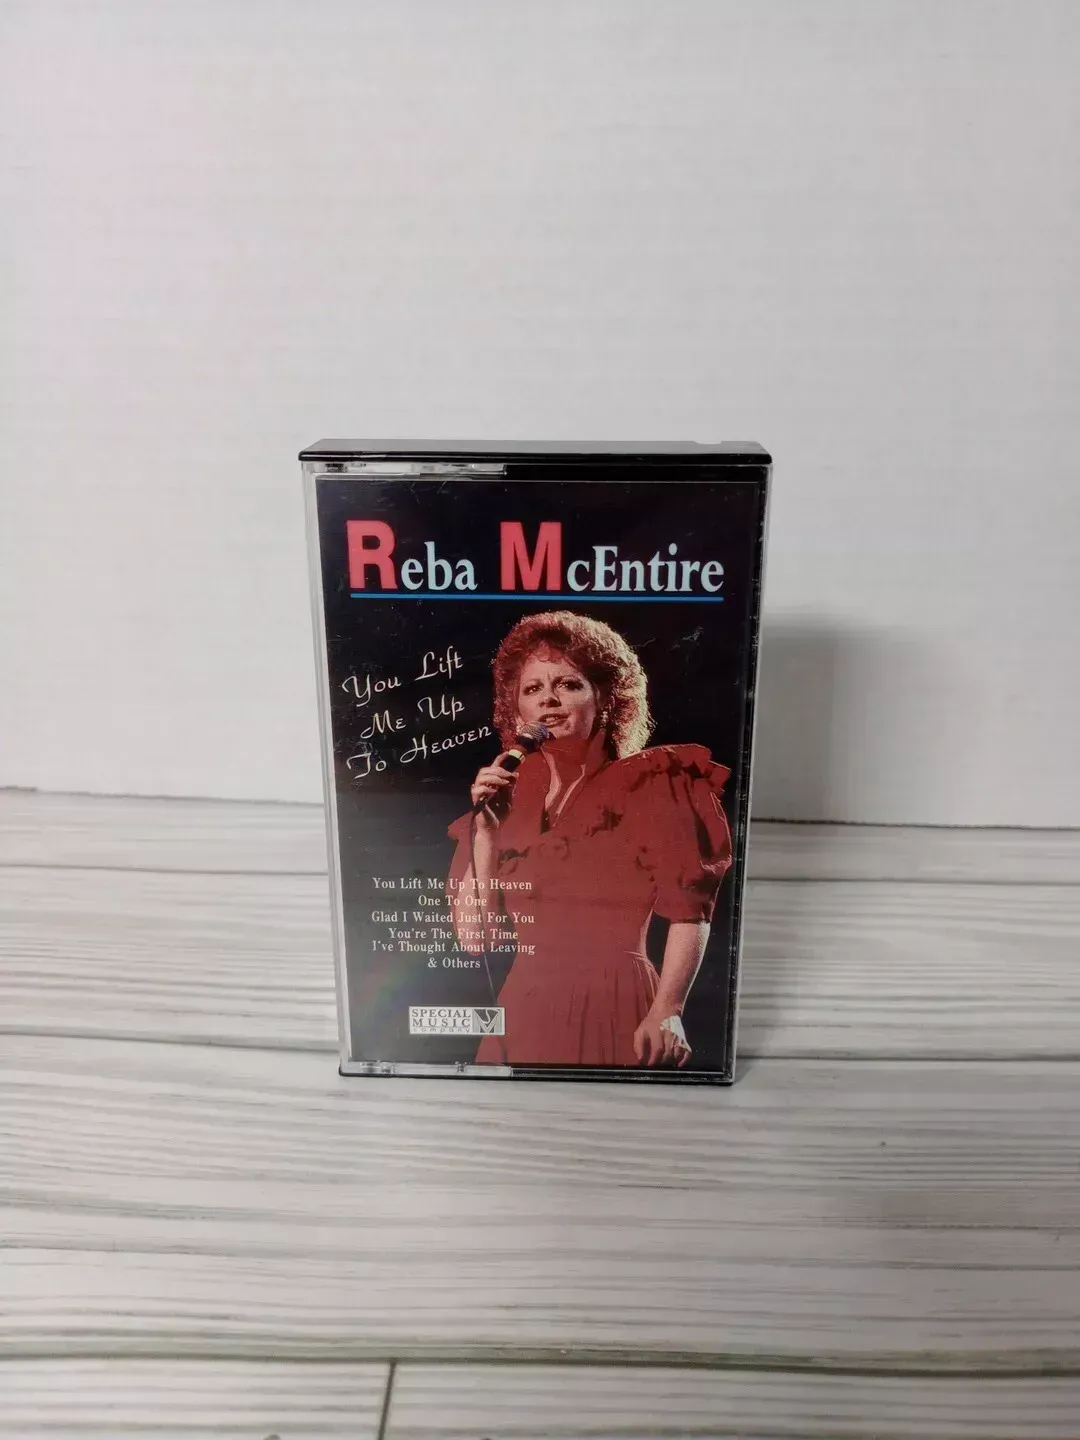 Reba McEntire
You Lift
Me Up
To Heaven
You Lift Me Up To Heaven
One To One
Glad I Waited Just For You
You're The First Time
I've Thought About Leaving
& Others
SPECIAL
MUSIC
company